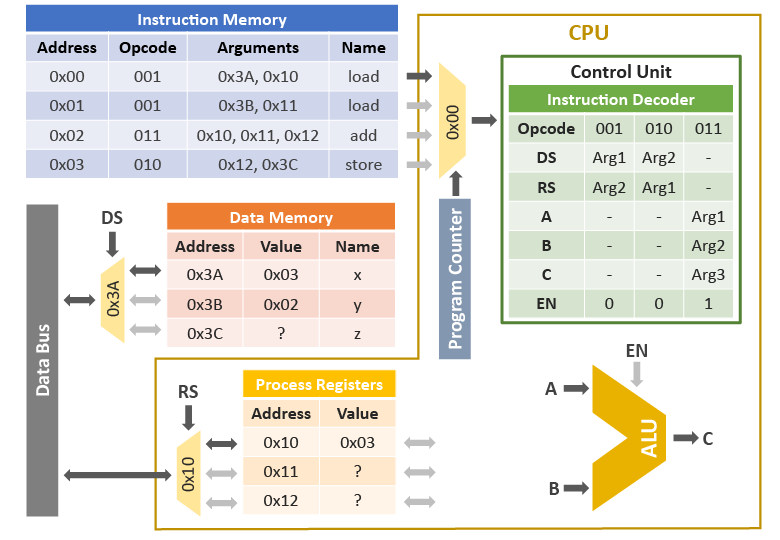 Instruction Memory
Address Opcode Arguments Name
0x00 001 0x3A, 0x10 load
0x01 001 0x3B, 0x11 load
0x02 011 0x10, 0x11, 0x12 add
0x03 010 0x12, 0x3C store
0x00
Program Counter
CPU
Control Unit
Instruction Decoder
Opcode 001 010 011
DS Arg1 Arg2 -
RS Arg2 Arg1 -
A - - Arg1
B - - Arg2
C - - Arg3
EN 0 0 1
Data Bus
DS
0x3A
Data Memory
Address Value Name
0x3A 0x03 x
0x3B 0x02 y
0x3C ? z
RS
0x10
Process Registers
Address Value
0x10 0x03
0x11 ?
0x12 ?
EN
A
ALU
C
B